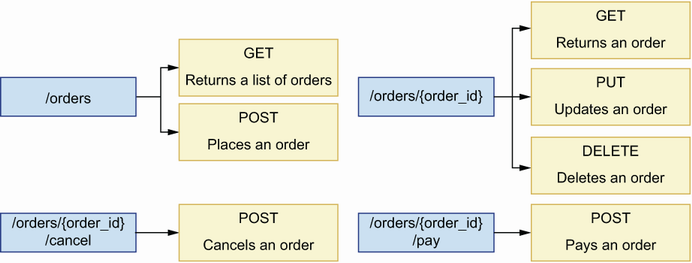 /orders
GET
Returns a list of orders
POST
Places an order
/orders/{order_id}
GET
Returns an order
PUT
Updates an order
DELETE
Deletes an order
/orders/{order_id}
/cancel
POST
Cancels an order
/orders/{order_id}
/pay
POST
Pays an order